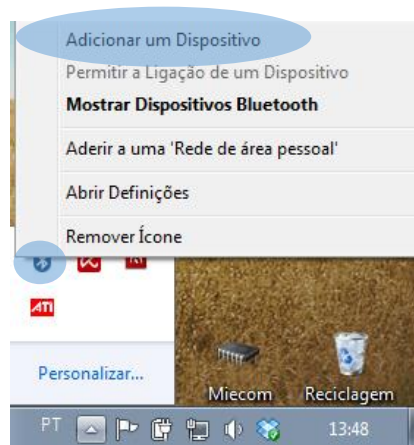 Adicionar um Dispositivo
Permitir a Ligação de um Dispositivo
Mostrar Dispositivos Bluetooth
Aderir a uma 'Rede de área pessoal'
Abrir Definições
Remover Ícone
ATI
Personalizar...
Miecom Reciclagem
PT 13:48